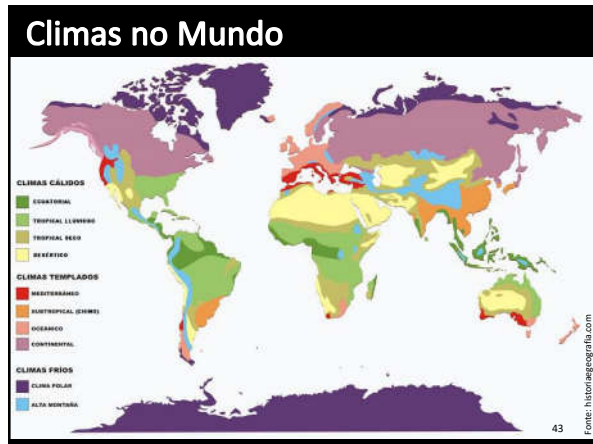 Climas no Mundo
CLIMAS CÁLIDOS
ECUATORIAL
TROPICAL LLUVIOSO
TROPICAL SECO
DESÉRTICO
CLIMAS TEMPLADOS
MEDITERRÁNEO
SUBTROPICAL (CHINO)
OCEÁNICO
CONTINENTAL
CLIMAS FRÍOS
CLIMA POLAR
ALTA MONTAÑA
43
Fonte: historiaegeografia.com